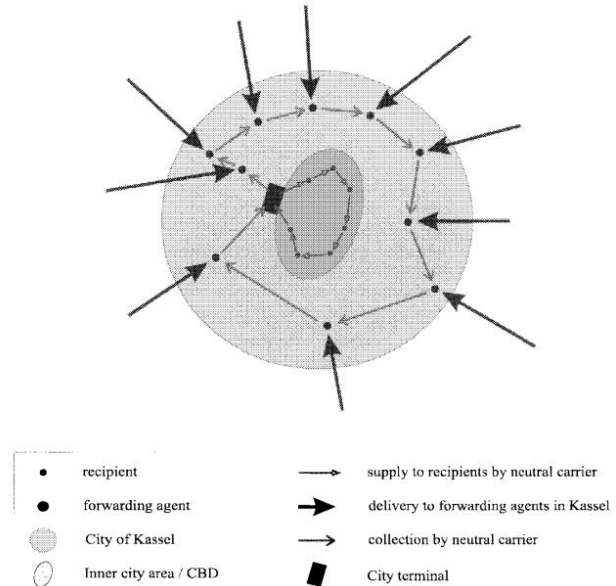 recipient
supply to recipients by neutral carrier
forwarding agent
delivery to forwarding agents in Kassel
City of Kassel
collection by neutral carrier
Inner city area / CBD
City terminal